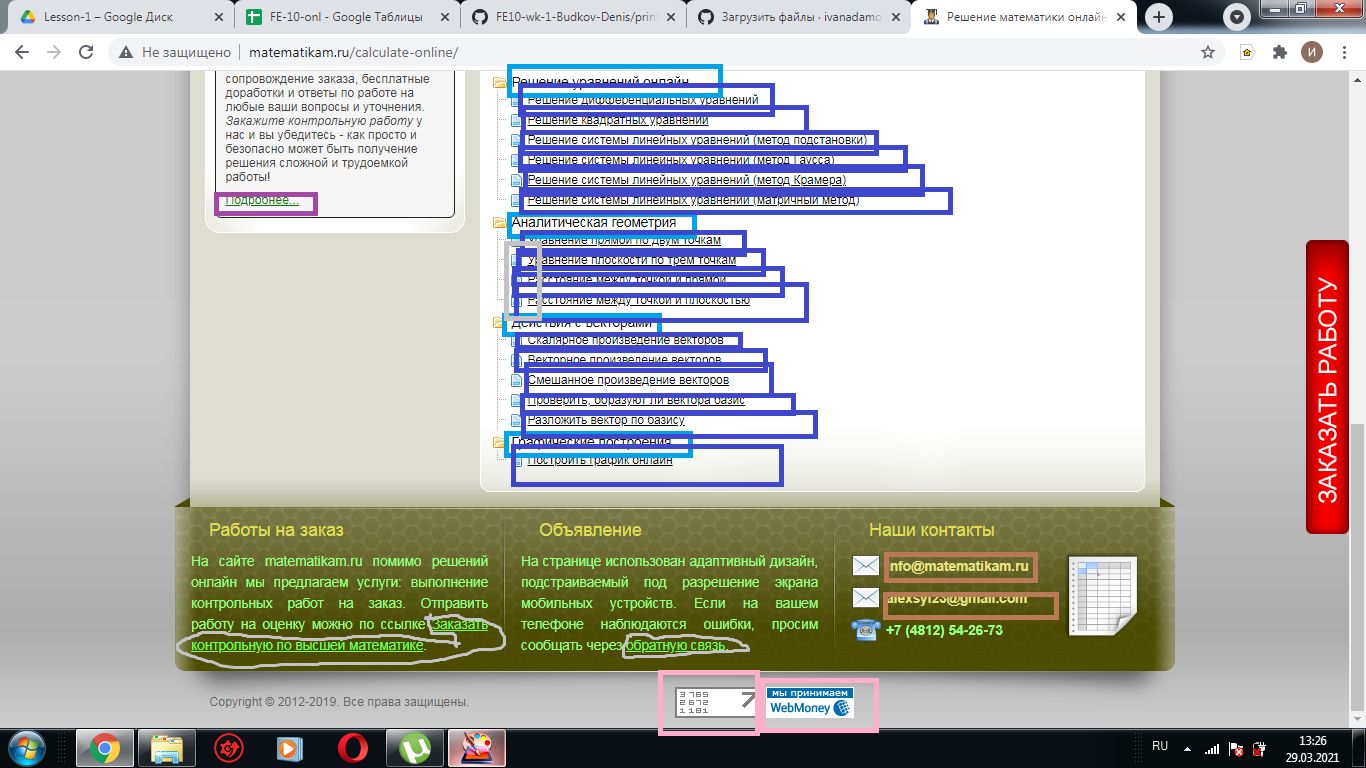 Lesson-1 – Google Диск
FE-10-onl - Google Таблицы
FE10-wk-1-Budkov-Denis/print
Загрузить файлы · ivanadamo
Решение математики онлайн
Не защищено
matematikam.ru/calculate-online/
И
сопровождение заказа, бесплатные
доработки и ответы по работе на
любые ваши вопросы и уточнения.
Закажите контрольную работу у
нас и вы убедитесь - как просто и
безопасно может быть получение
решения сложной и трудоемкой
работы!
Подробнее...
Решение уравнений онлайн
Решение дифференциальных уравнений
Решение квадратных уравнений
Решение системы линейных уравнений (метод подстановки)
Решение системы линейных уравнений (метод Гаусса)
Решение системы линейных уравнений (метод Крамера)
Решение системы линейных уравнений (матричный метод)
Аналитическая геометрия
Уравнение прямой по двум точкам
Уравнение плоскости по трем точкам
Расстояние между точкой и прямой
Расстояние между точкой и плоскостью
Действия с векторами
Скалярное произведение векторов
Векторное произведение векторов
Смешанное произведение векторов
Проверить, образуют ли вектора базис
Разложить вектор по базису
Графические построения
Построить график онлайн
ЗАКАЗАТЬ РАБОТУ
Работы на заказ
На сайте matematikam.ru помимо решений
онлайн мы предлагаем услуги: выполнение
контрольных работ на заказ. Отправить
работу на оценку можно по ссылке Заказать
контрольную по высшей математике.
Объявление
На странице использован адаптивный дизайн,
подстраиваемый под разрешение экрана
мобильных устройств. Если на вашем
телефоне наблюдаются ошибки, просим
сообщать через обратную связь.
Наши контакты
nfo@matematikam.ru
alexsyf23@gmail.com
+7 (4812) 54-26-73
Copyright © 2012-2019. Все права защищены.
3765
2672
1181
мы принимаем
WebMoney
RU
13:26
29.03.2021